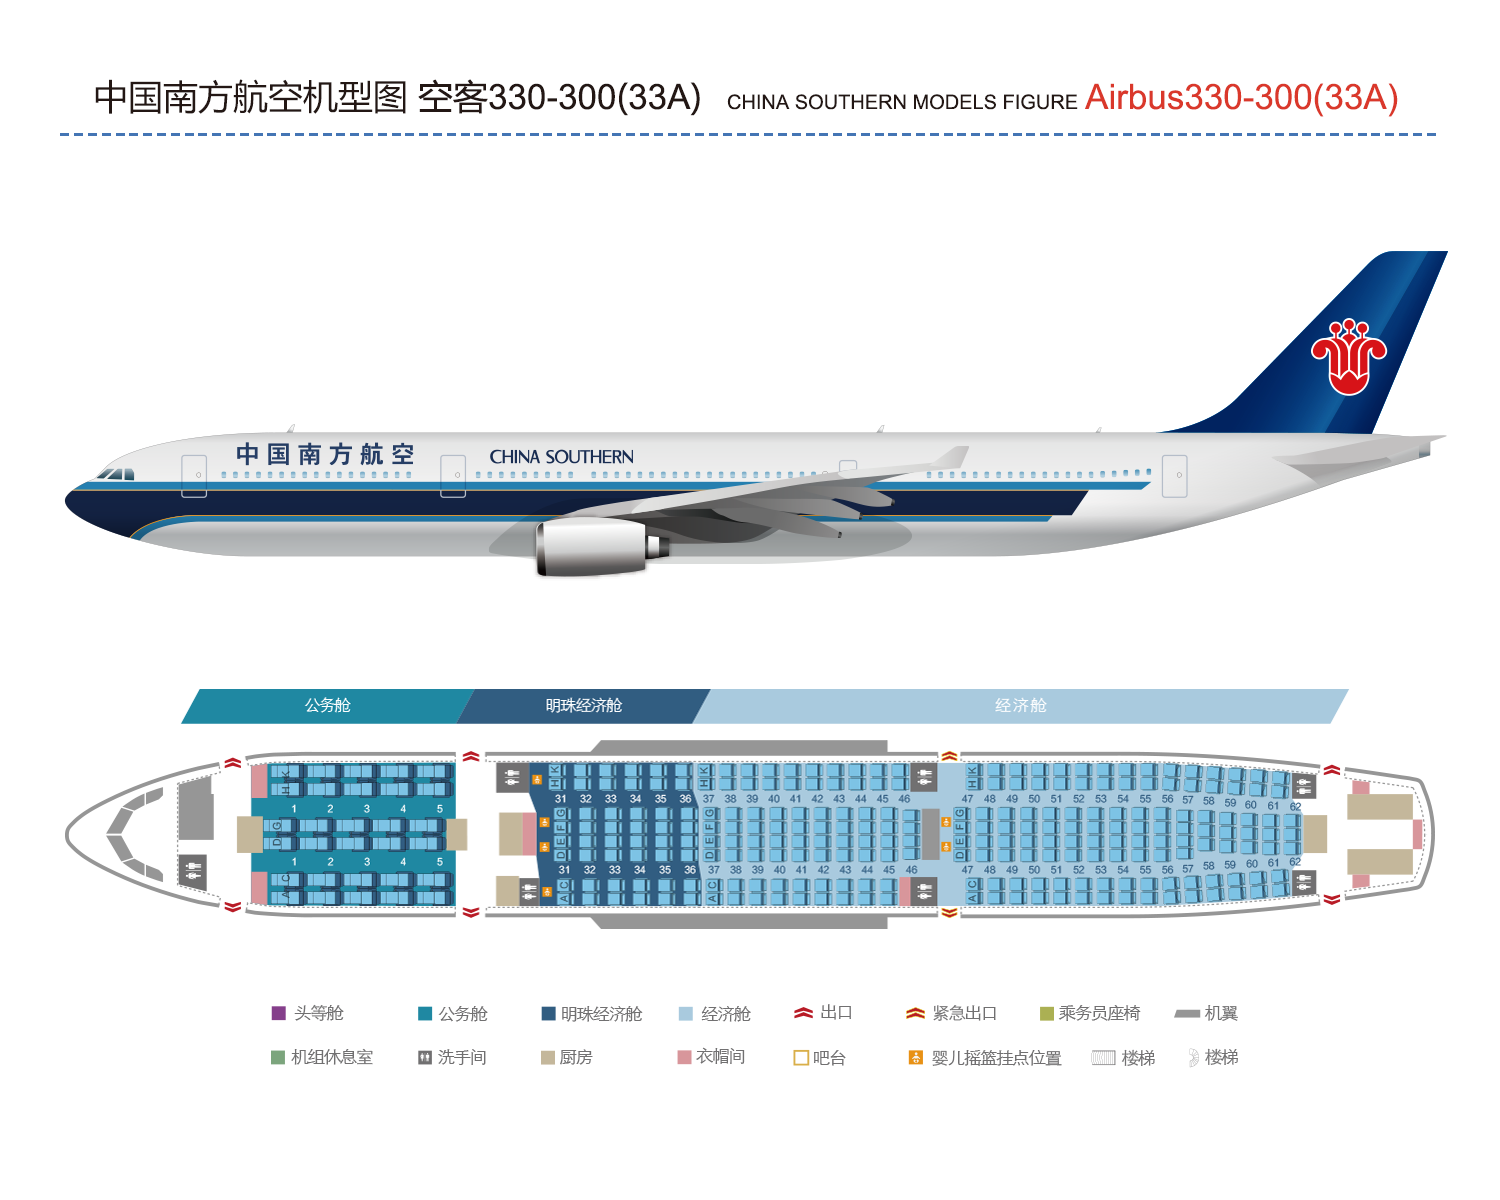 中国南方航空机型图 空客330-300(33A) CHINA SOUTHERN MODELS FIGURE Airbus330-300(33A)
中国南方航空 CHINA SOUTHERN
公务舱 明珠经济舱 经济舱
K K K K
H H H H
31 32 33 34 35 36 37 38 39 40 41 42 43 44 45 46 47 48 49 50 51 52 53 54 55 56 57 58 59 60 61 62
1 2 3 4 5
G G G G
F F F
E E E
D D D D
1 2 3 4 5
31 32 33 34 35 36 37 38 39 40 41 42 43 44 45 46 47 48 49 50 51 52 53 54 55 56 57 58 59 60 61 62
C C C C
A A A A
头等舱 公务舱 明珠经济舱 经济舱 出口 紧急出口 乘务员座椅 机翼
机组休息室 洗手间 厨房 衣帽间 吧台 婴儿摇篮挂点位置 楼梯 楼梯